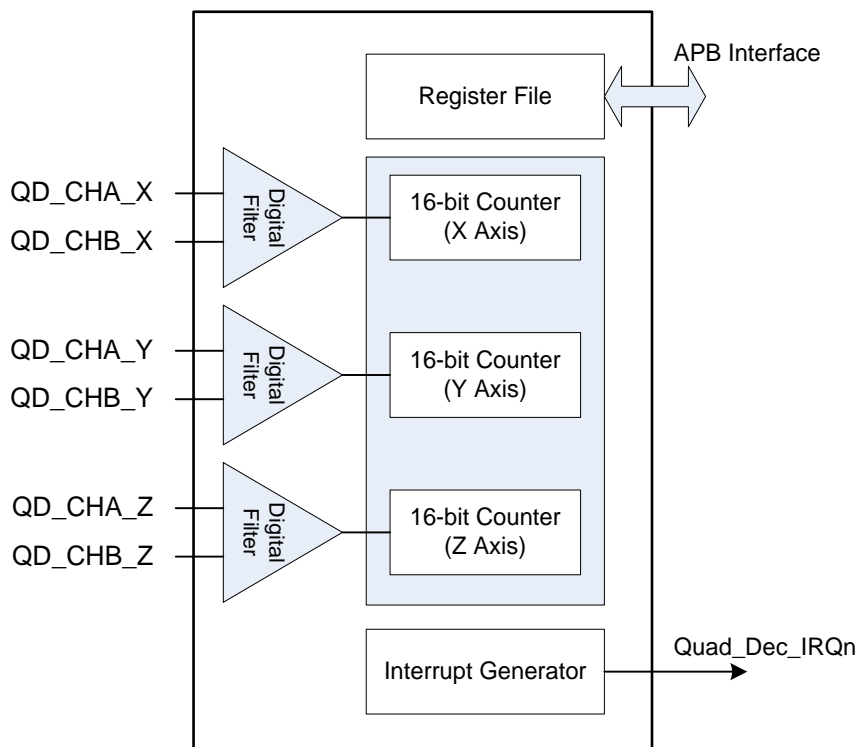 APB Interface
Register File
QD_CHA_X
QD_CHB_X
Digital
Filter
16-bit Counter
(X Axis)
QD_CHA_Y
QD_CHB_Y
Digital
Filter
16-bit Counter
(Y Axis)
QD_CHA_Z
QD_CHB_Z
Digital
Filter
16-bit Counter
(Z Axis)
Interrupt Generator
Quad_Dec_IRQn